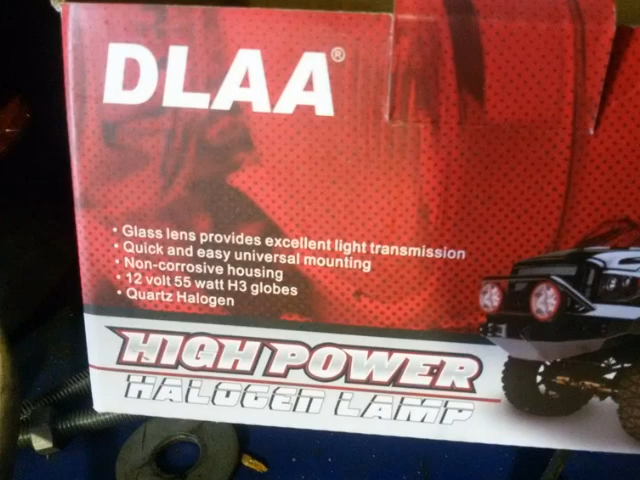 DLAA®
• Glass lens provides excellent light transmission
• Quick and easy universal mounting
• Non-corrosive housing
• 12 volt 55 watt H3 globes
• Quartz Halogen
HIGH POWER
HALOGEN LAMP